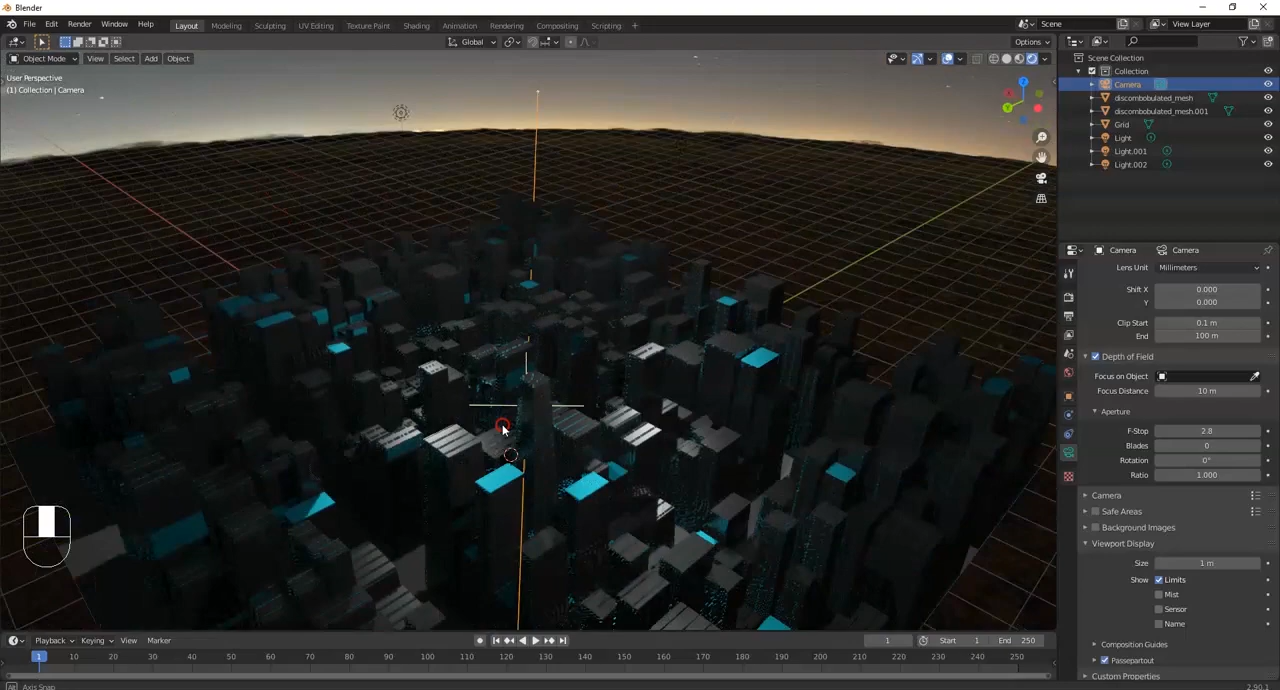 Blender
File Edit Render Window Help
Layout Modeling Sculpting UV Editing Texture Paint Shading Animation Rendering Compositing Scripting +
Scene
View Layer
Global
Options
Object Mode View Select Add Object
User Perspective
(1) Collection | Camera
Scene Collection
Collection
Camera
discombobulated_mesh
discombobulated_mesh.001
Grid
Light
Light.001
Light.002
Camera Camera
Lens Unit Millimeters
Shift X 0.000
Y 0.000
Clip Start 0.1 m
End 100 m
Depth of Field
Focus on Object
Focus Distance 10 m
Aperture
F-Stop 2.8
Blades 0
Rotation 0°
Ratio 1.000
Camera
Safe Areas
Background Images
Viewport Display
Size 1 m
Show Limits
Mist
Sensor
Name
Composition Guides
Passepartout
Custom Properties
Playback Keying View Marker
1 Start 1 End 250
1 10 20 30 40 50 60 70 80 90 100 110 120 130 140 150 160 170 180 190 200 210 220 230 240 250
Alt Axis Snap
2.90.1